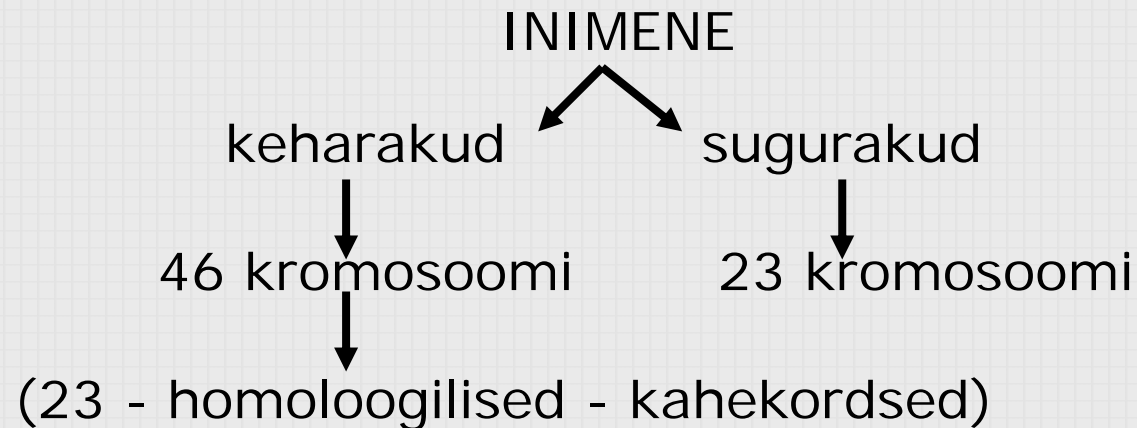 INIMENE
keharakud sugurakud
46 kromosoomi 23 kromosoomi
(23 - homoloogilised - kahekordsed)